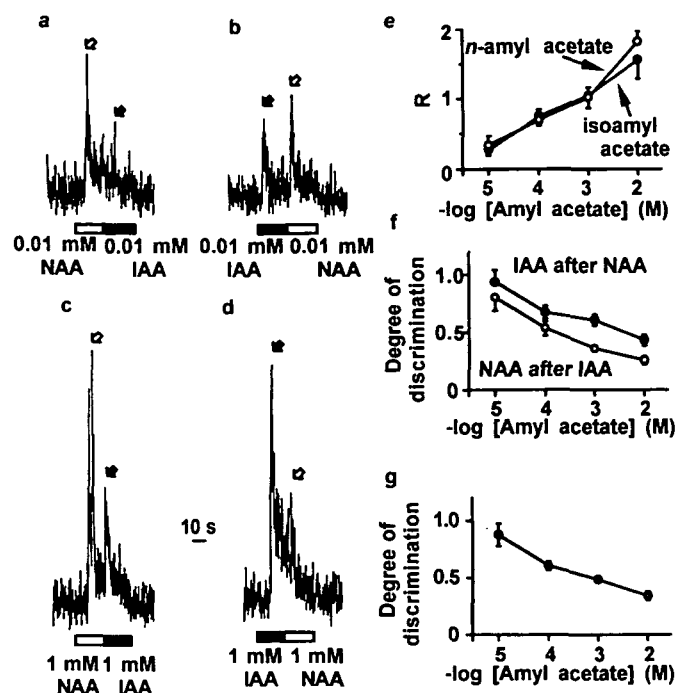 a
b
0.01 mM 0.01 mM
NAA IAA
0.01 mM 0.01 mM
IAA NAA
c
d
10 s
1 mM 1 mM
NAA IAA
1 mM 1 mM
IAA NAA
e
2
1
0
R
n-amyl acetate
isoamyl
acetate
5 4 3 2
-log [Amyl acetate] (M)
f
1.0
0.5
0
Degree of
discrimination
IAA after NAA
NAA after IAA
5 4 3 2
-log [Amyl acetate] (M)
g
1.0
0.5
0
Degree of
discrimination
5 4 3 2
-log [Amyl acetate] (M)